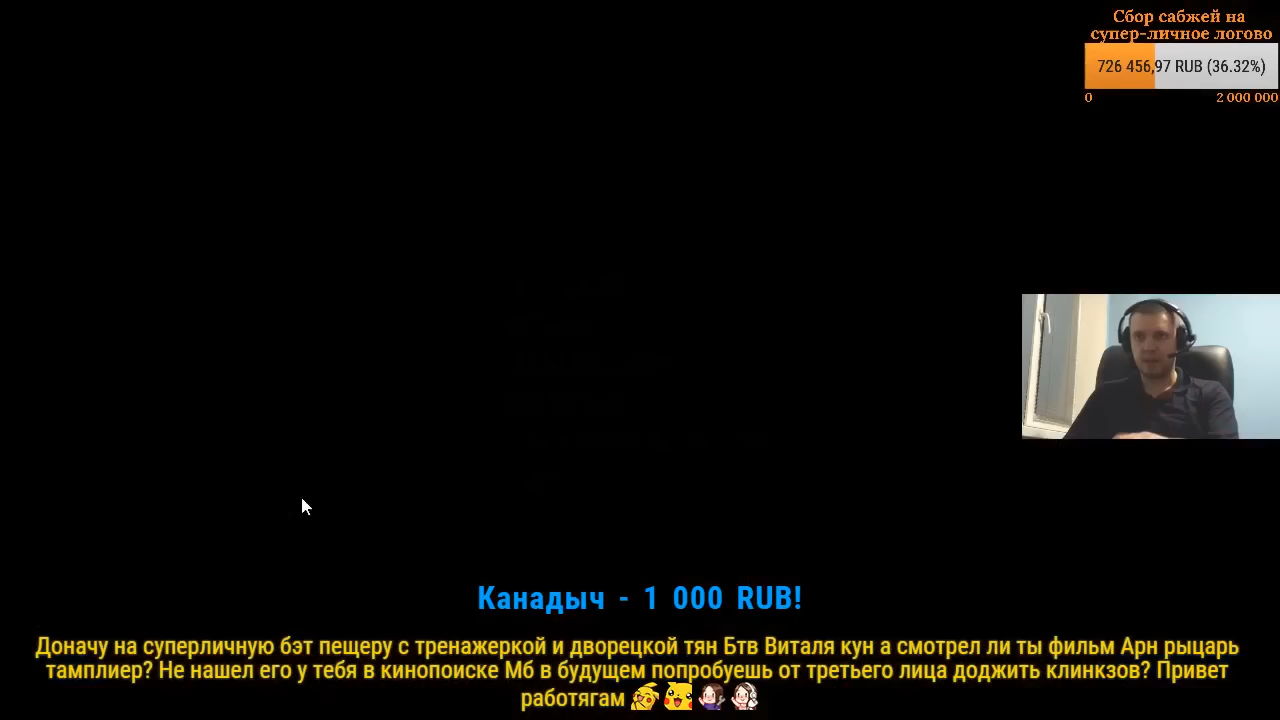 Сбор сабжей на
супер-личное логово
726 456,97 RUB (36.32%)
0 2 000 000
Канадыч - 1 000 RUB!
Доначу на суперличную бэт пещеру с тренажеркой и дворецкой тян Бтв Виталя кун а смотрел ли ты фильм Арн рыцарь
тамплиер? Не нашел его у тебя в кинопоиске Мб в будущем попробуешь от третьего лица доджить клинкзов? Привет
работягам